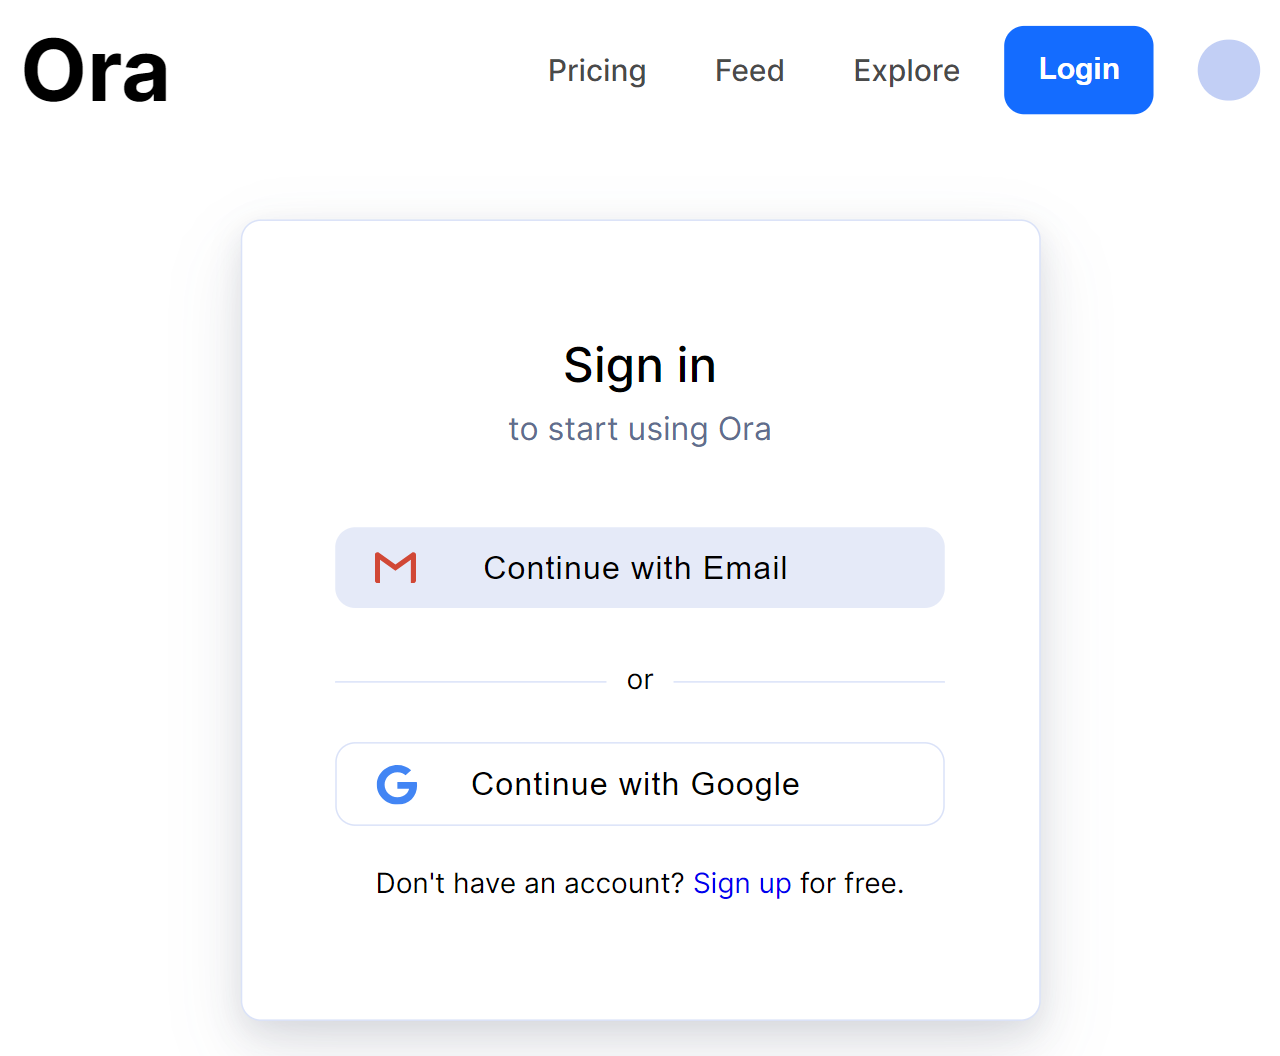 Ora
Pricing Feed Explore Login
Sign in
to start using Ora
Continue with Email
or
Continue with Google
Don't have an account? Sign up for free.